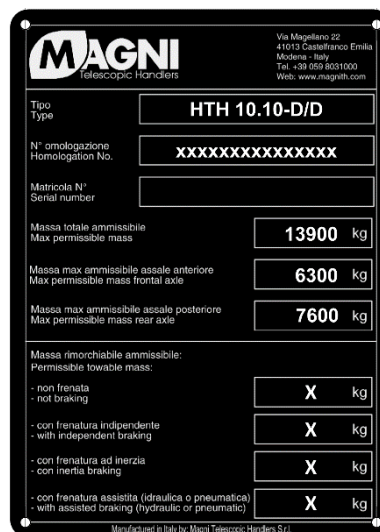 MAGNI
Telescopic Handlers
Via Magellano 22
41013 Castelfranco Emilia
Modena - Italy
Tel. +39 059 8031000
Web: www.magnith.com
Tipo
Type
HTH 10.10-D/D
N° omologazione
Homologation No.
xxxxxxxxxxxxxxx
Matricola N°
Serial number
Massa totale ammissibile
Max permissible mass
13900 kg
Massa max ammissibile assale anteriore
Max permissible mass frontal axle
6300 kg
Massa max ammissibile assale posteriore
Max permissible mass rear axle
7600 kg
Massa rimorchiabile ammissibile:
Permissible towable mass:
- non frenata
- not braking
X kg
- con frenatura indipendente
- with independent braking
X kg
- con frenatura ad inerzia
- con inertia braking
X kg
- con frenatura assistita (idraulica o pneumatica)
- with assisted braking (hydraulic or pneumatic)
X kg
Manufactured in Italy by: Magni Telescopic Handlers S.r.l.